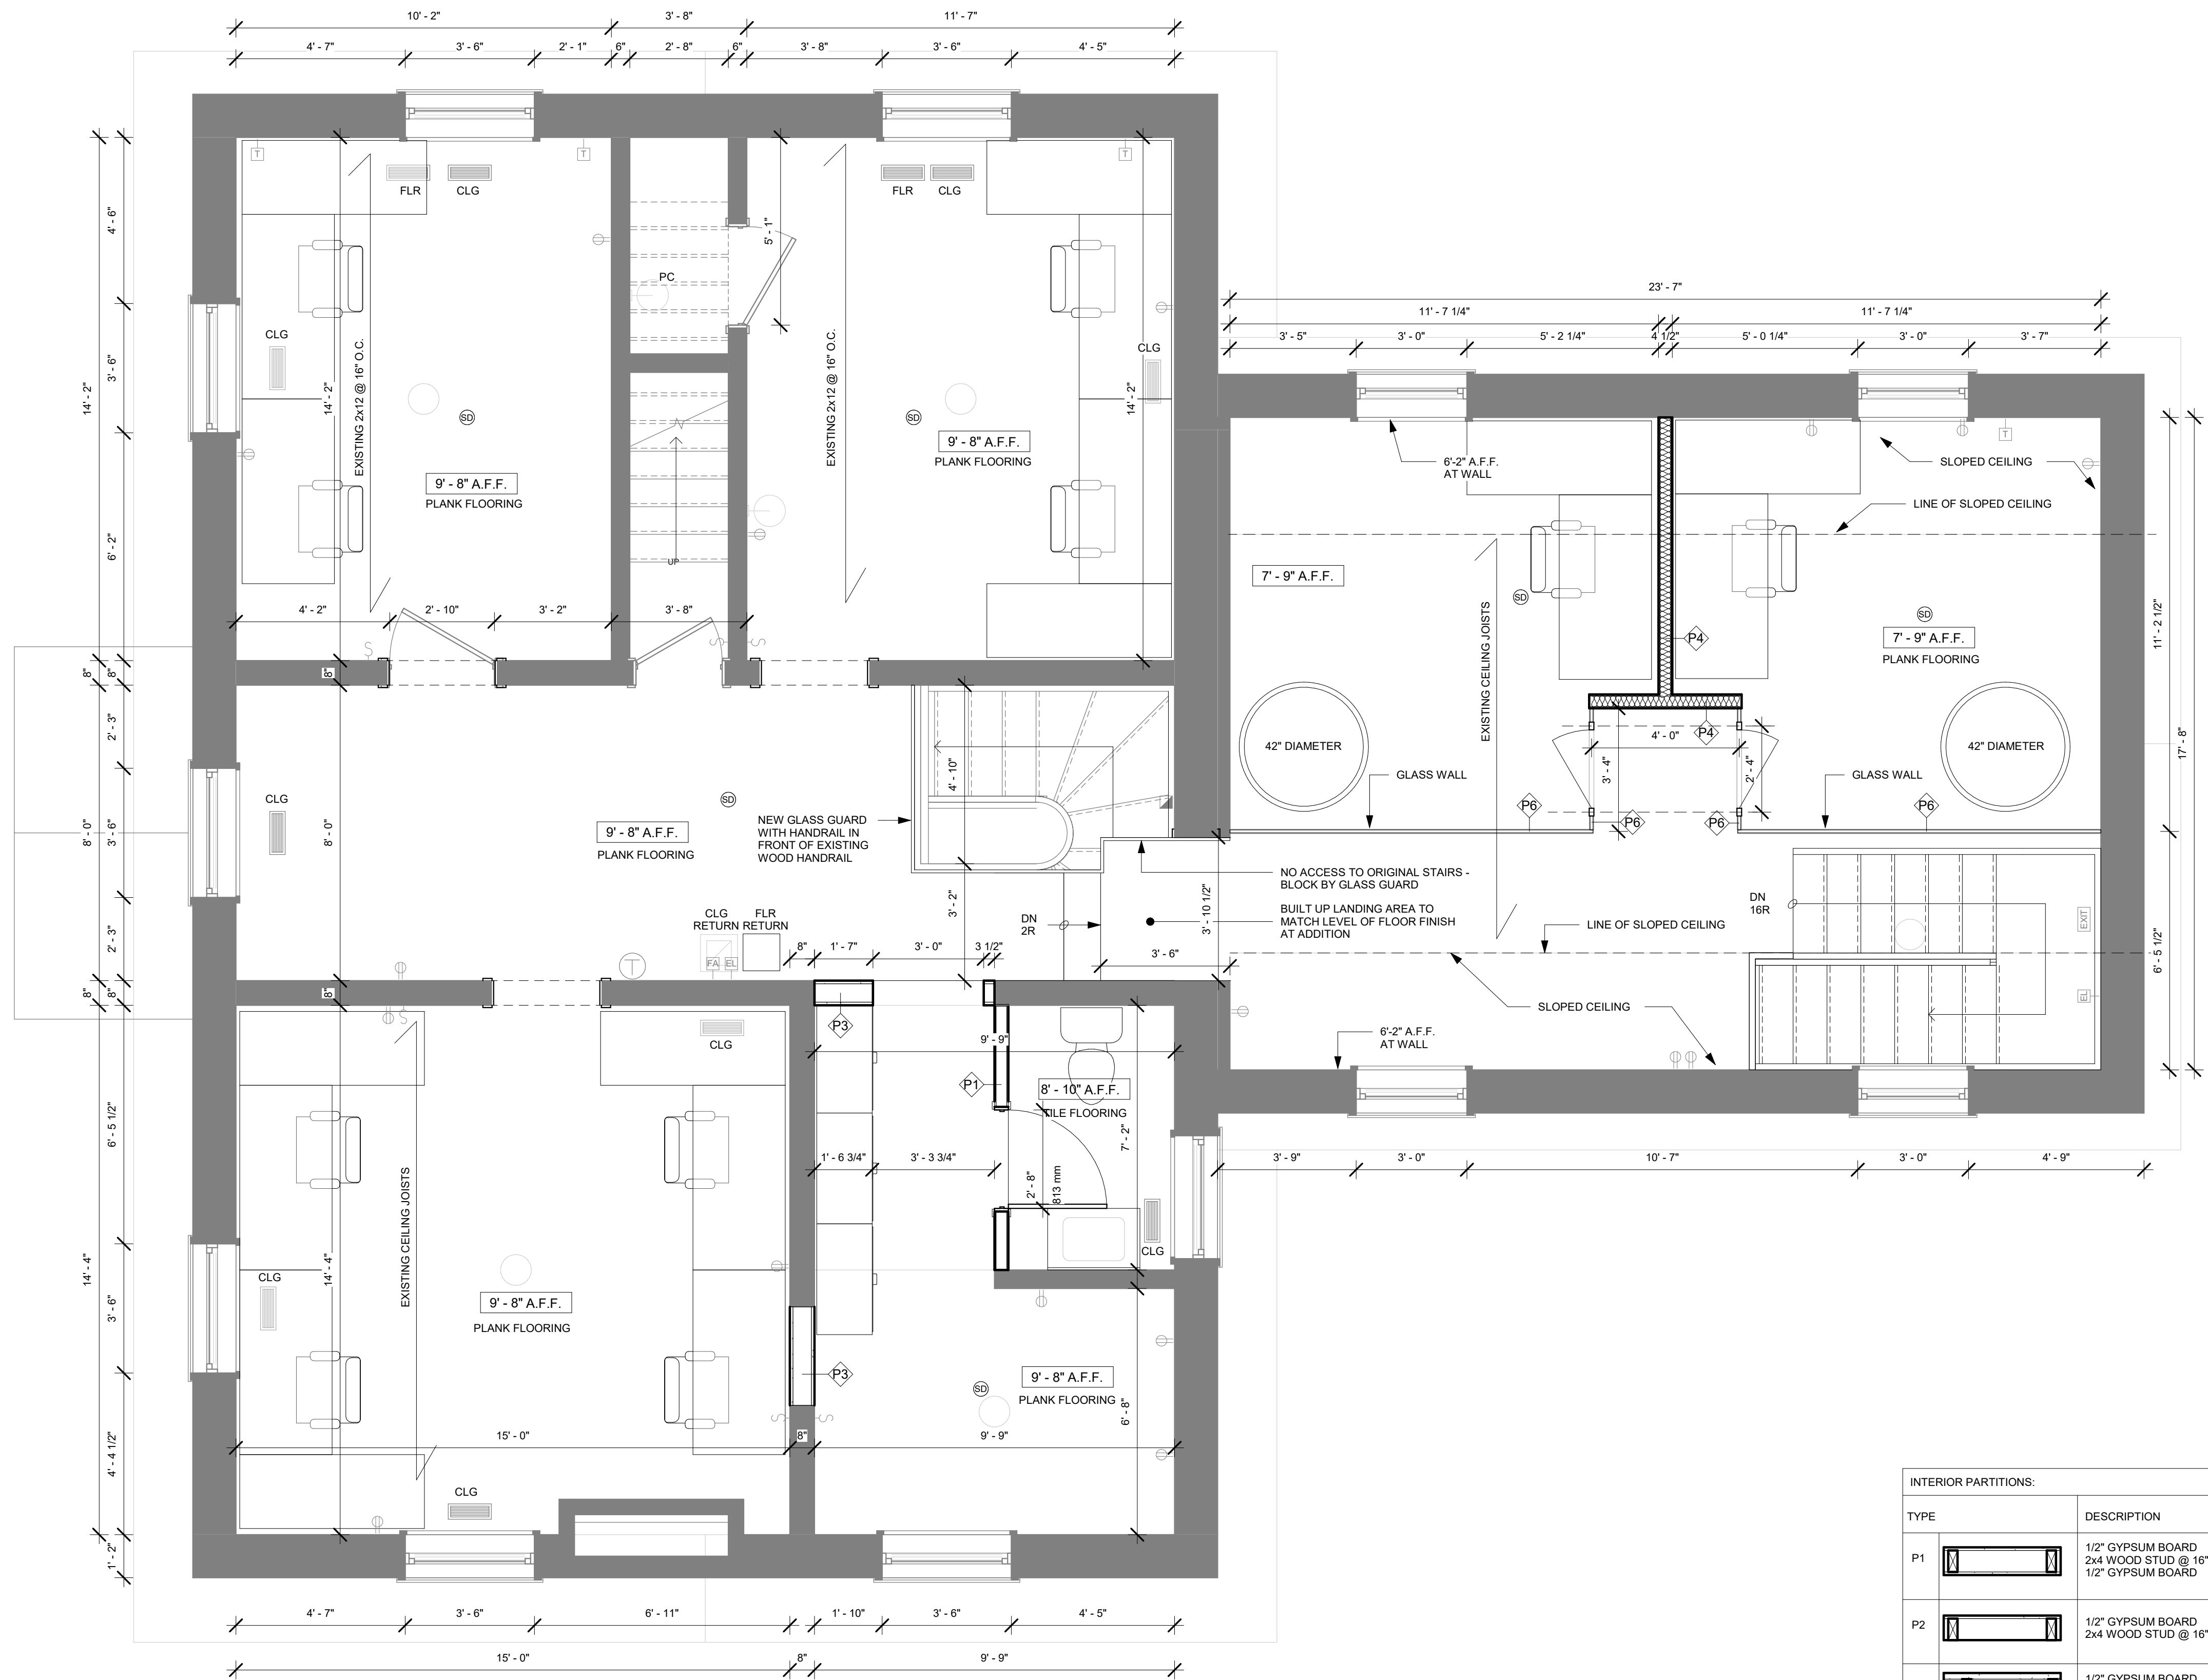 10' - 2"
3' - 8"
11' - 7"
4' - 7"
3' - 6"
2' - 1"
6"
2' - 8"
6"
3' - 8"
3' - 6"
4' - 5"
T
T
T
FLR
CLG
FLR
CLG
4' - 6"
5' - 1"
PC
CLG
CLG
14' - 2"
3' - 6"
14' - 2"
EXISTING 2x12 @ 16" O.C.
SD
EXISTING 2x12 @ 16" O.C.
SD
14' - 2"
9' - 8" A.F.F.
PLANK FLOORING
9' - 8" A.F.F.
PLANK FLOORING
6' - 2"
UP
4' - 2"
2' - 10"
3' - 2"
3' - 8"
S
S
S
8"
8"
8"
23' - 7"
11' - 7 1/4"
11' - 7 1/4"
3' - 5"
3' - 0"
5' - 2 1/4"
4 1/2"
5' - 0 1/4"
3' - 0"
3' - 7"
T
6'-2" A.F.F.
AT WALL
SLOPED CEILING
LINE OF SLOPED CEILING
7' - 9" A.F.F.
SD
SD
EXISTING CEILING JOISTS
P4
7' - 9" A.F.F.
PLANK FLOORING
11' - 2 1/2"
17' - 8"
P4
4' - 0"
42" DIAMETER
42" DIAMETER
3' - 4"
2' - 4"
GLASS WALL
GLASS WALL
P6
P6
P6
P6
2' - 3"
8' - 0"
3' - 6"
2' - 3"
CLG
8' - 0"
SD
9' - 8" A.F.F.
PLANK FLOORING
NEW GLASS GUARD
WITH HANDRAIL IN
FRONT OF EXISTING
WOOD HANDRAIL
4' - 10"
3' - 2"
NO ACCESS TO ORIGINAL STAIRS -
BLOCK BY GLASS GUARD
BUILT UP LANDING AREA TO
MATCH LEVEL OF FLOOR FINISH
AT ADDITION
DN
2R
3' - 10 1/2"
3' - 6"
DN
16R
EXIT
LINE OF SLOPED CEILING
6' - 5 1/2"
EL
SLOPED CEILING
6'-2" A.F.F.
AT WALL
CLG
RETURN
FLR
RETURN
T
FA
EL
8"
1' - 7"
3' - 0"
3 1/2"
8"
8"
8"
S
P3
CLG
9' - 9"
P1
8' - 10" A.F.F.
TILE FLOORING
7' - 2"
6' - 5 1/2"
1' - 6 3/4"
3' - 3 3/4"
2' - 8"
813 mm
CLG
3' - 9"
3' - 0"
10' - 7"
3' - 0"
4' - 9"
EXISTING CEILING JOISTS
14' - 4"
14' - 4"
CLG
3' - 6"
9' - 8" A.F.F.
PLANK FLOORING
P3
SD
9' - 8" A.F.F.
PLANK FLOORING
6' - 8"
S
S
15' - 0"
8"
9' - 9"
4' - 4 1/2"
CLG
1' - 2"
4' - 7"
3' - 6"
6' - 11"
1' - 10"
3' - 6"
4' - 5"
15' - 0"
8"
9' - 9"
INTERIOR PARTITIONS:
TYPE
DESCRIPTION
P1
1/2" GYPSUM BOARD
2x4 WOOD STUD @ 16"
1/2" GYPSUM BOARD
P2
1/2" GYPSUM BOARD
2x4 WOOD STUD @ 16"
1/2" GYPSUM BOARD